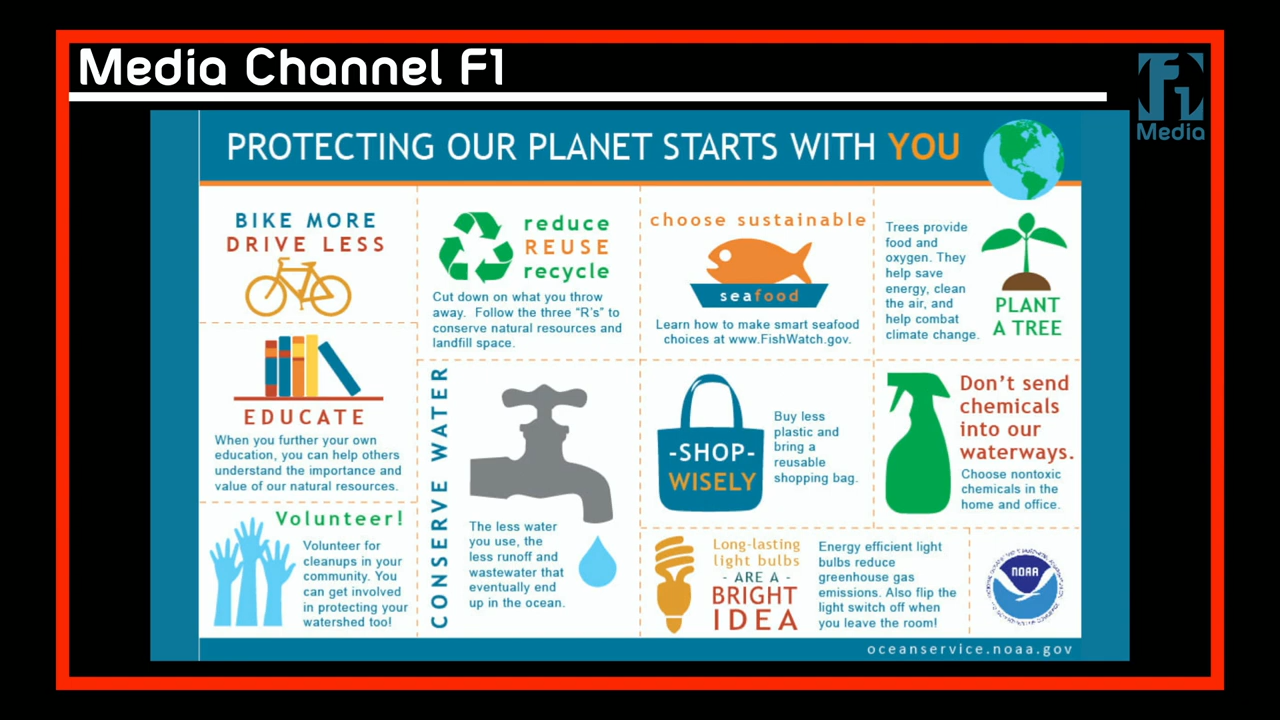 Media Channel F1
F1
Media
PROTECTING OUR PLANET STARTS WITH YOU
BIKE MORE
DRIVE LESS
reduce
REUSE
recycle
Cut down on what you throw
away. Follow the three “R’s” to
conserve natural resources and
landfill space.
choose sustainable
seafood
Learn how to make smart seafood
choices at www.FishWatch.gov.
Trees provide
food and
oxygen. They
help save
energy, clean
the air, and
help combat
climate change.
PLANT
A TREE
EDUCATE
When you further your own
education, you can help others
understand the importance and
value of our natural resources.
Volunteer!
Volunteer for
cleanups in your
community. You
can get involved
in protecting your
watershed too!
CONSERVE WATER
The less water
you use, the
less runoff and
wastewater that
eventually end
up in the ocean.
-SHOP-
WISELY
Buy less
plastic and
bring a
reusable
shopping bag.
Don’t send
chemicals
into our
waterways.
Choose nontoxic
chemicals in the
home and office.
Long-lasting
light bulbs
- ARE A -
BRIGHT
IDEA
Energy efficient light
bulbs reduce
greenhouse gas
emissions. Also flip the
light switch off when
you leave the room!
NOAA
oceanservice.noaa.gov